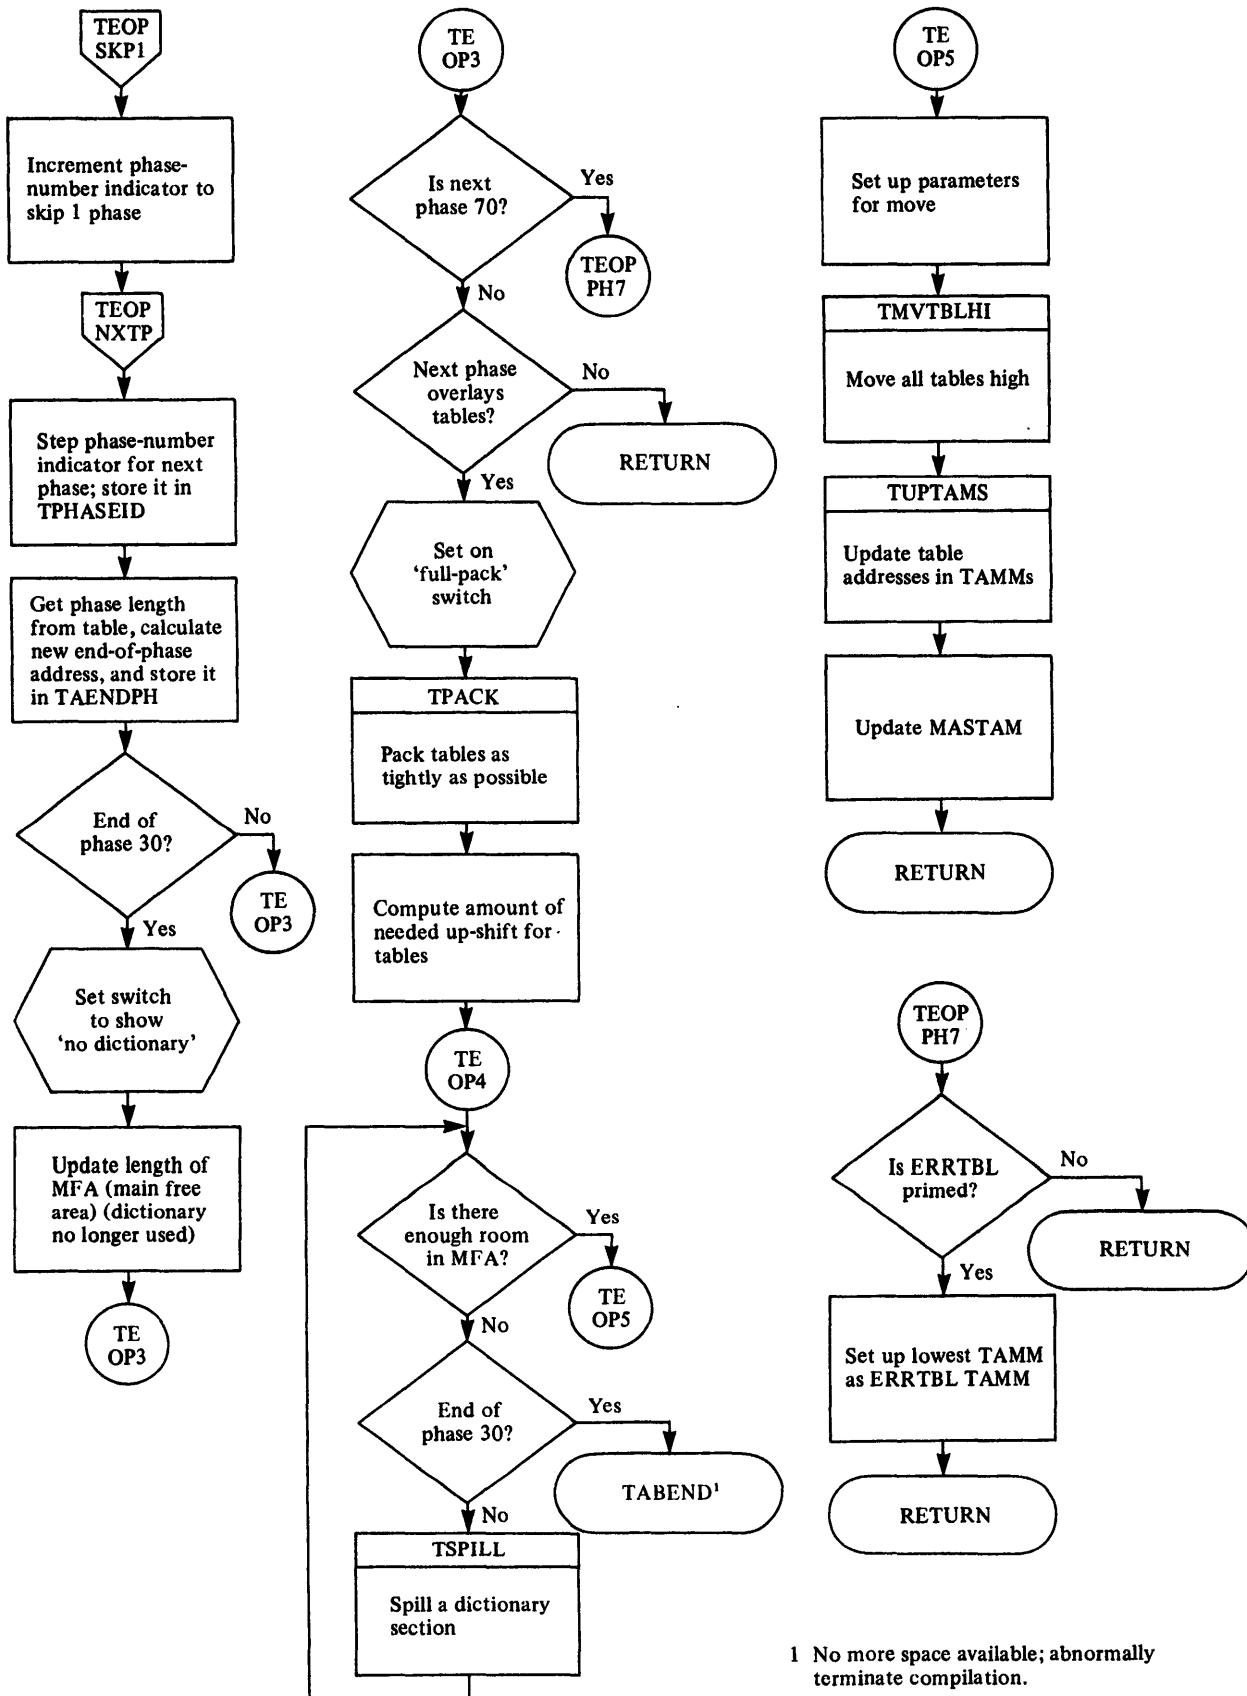 TEOP
SKP1
Increment phase-
number indicator to
skip 1 phase
TEOP
NXTP
Step phase-number
indicator for next
phase; store it in
TPHASEID
Get phase length
from table, calculate
new end-of-phase
address, and store it
in TAENDPH
End of
phase 30?
No
TE
OP3
Yes
Set switch
to show
‘no dictionary’
Update length of
MFA (main free
area) (dictionary
no longer used)
TE
OP3
TE
OP3
Is next
phase 70?
Yes
TEOP
PH7
No
Next phase
overlays
tables?
No
RETURN
Yes
Set on
‘full-pack’
switch
TPACK
Pack tables as
tightly as possible
Compute amount of
needed up-shift for
tables
TE
OP4
Is there
enough room
in MFA?
Yes
TE
OP5
No
End of
phase 30?
Yes
TABEND¹
No
TSPILL
Spill a dictionary
section
TE
OP5
Set up parameters
for move
TMVTBLHI
Move all tables high
TUPTAMS
Update table
addresses in TAMMs
Update MASTAM
RETURN
TEOP
PH7
Is ERRTBL
primed?
No
RETURN
Yes
Set up lowest TAMM
as ERRTBL TAMM
RETURN
1 No more space available; abnormally
terminate compilation.